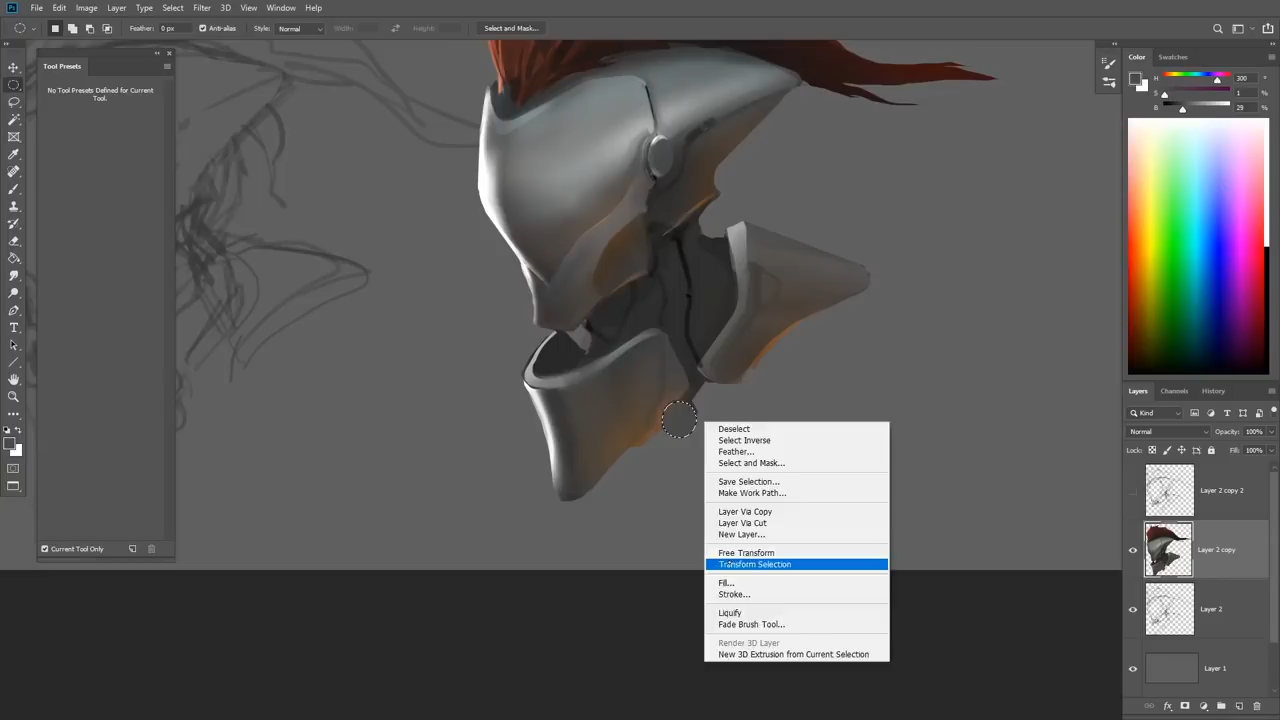 File Edit Image Layer Type Select Filter 3D View Window Help
Feather: 0 px Anti-alias Style: Normal Width: Height: Select and Mask...
Tool Presets
No Tool Presets Defined for Current
Tool.
Current Tool Only
Deselect
Select Inverse
Feather...
Select and Mask...
Save Selection...
Make Work Path...
Layer Via Copy
Layer Via Cut
New Layer...
Free Transform
Transform Selection
Fill...
Stroke...
Liquify
Fade Brush Tool...
Render 3D Layer
New 3D Extrusion from Current Selection
Color Swatches
H 300
S 1 %
B 29 %
Layers Channels History
Kind
Normal Opacity: 100%
Lock: Fill: 100%
Layer 2 copy 2
Layer 2 copy
Layer 2
Layer 1